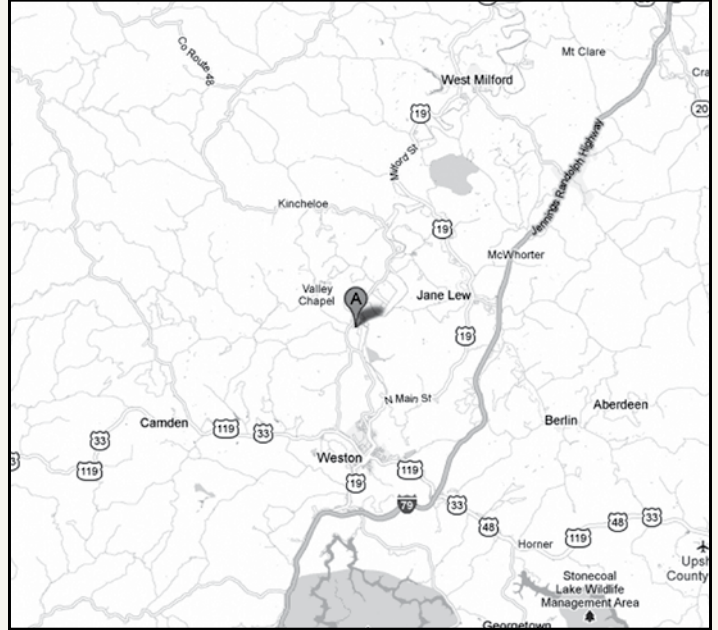 Co Route 48
Mt Clare
West Milford
Cra
20
19
Milford St
Jennings Randolph Highway
Kincheloe
19
McWhorter
Valley
Chapel
A
Jane Lew
19
N Main St
Aberdeen
Berlin
Camden
119
33
33
119
Weston
119
19
79
33
48
48
33
119
Horner
Upsh
County
Stonecoal
Lake Wildlife
Management Area
Georgetown